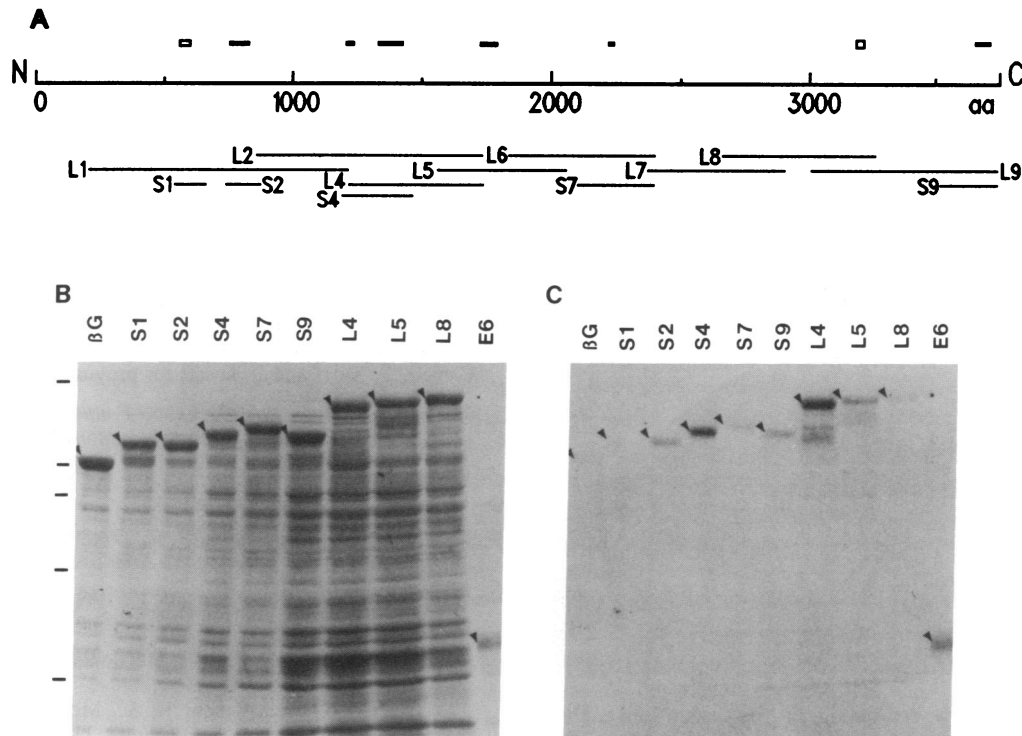 A
N C
0 1000 2000 3000 aa
L2 L6 L8
L1 L5 L7 L9
S1 S2 L4 S7 S9
S4
B
βG S1 S2 S4 S7 S9 L4 L5 L8 E6
C
βG S1 S2 S4 S7 S9 L4 L5 L8 E6